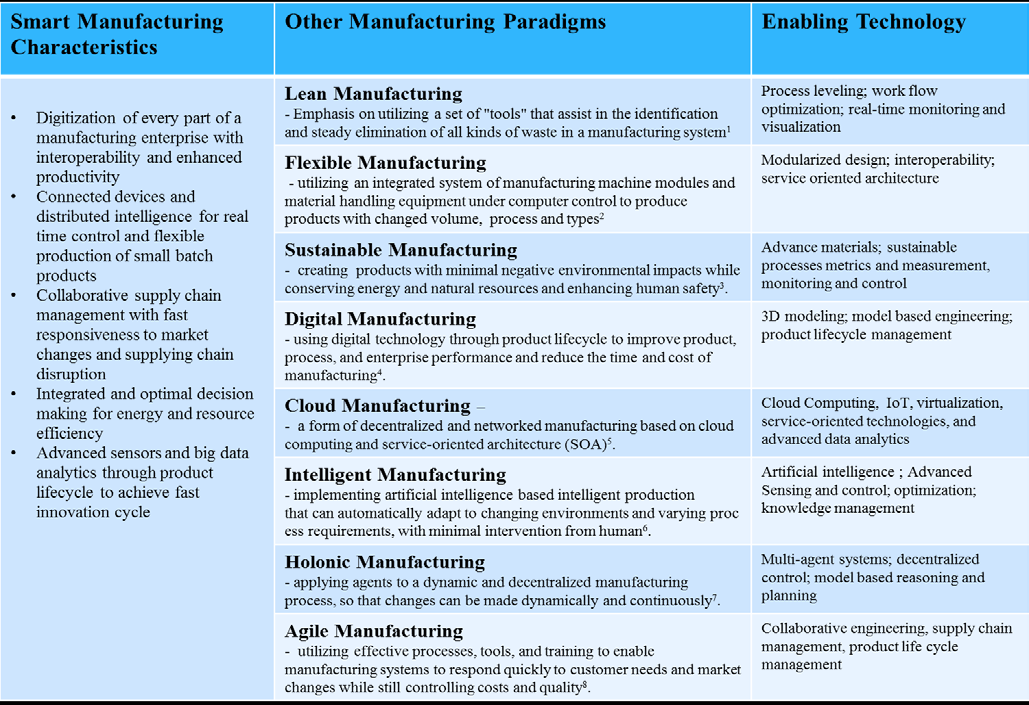 Smart Manufacturing
Characteristics
Other Manufacturing Paradigms
Enabling Technology
• Digitization of every part of a
manufacturing enterprise with
interoperability and enhanced
productivity
• Connected devices and
distributed intelligence for real
time control and flexible
production of small batch
products
• Collaborative supply chain
management with fast
responsiveness to market
changes and supplying chain
disruption
• Integrated and optimal decision
making for energy and resource
efficiency
• Advanced sensors and big data
analytics through product
lifecycle to achieve fast
innovation cycle
Lean Manufacturing
- Emphasis on utilizing a set of "tools" that assist in the identification
and steady elimination of all kinds of waste in a manufacturing system¹
Process leveling; work flow
optimization; real-time monitoring and
visualization
Flexible Manufacturing
- utilizing an integrated system of manufacturing machine modules and
material handling equipment under computer control to produce
products with changed volume, process and types²
Modularized design; interoperability;
service oriented architecture
Sustainable Manufacturing
- creating products with minimal negative environmental impacts while
conserving energy and natural resources and enhancing human safety³.
Advance materials; sustainable
processes metrics and measurement,
monitoring and control
Digital Manufacturing
- using digital technology through product lifecycle to improve product,
process, and enterprise performance and reduce the time and cost of
manufacturing⁴.
3D modeling; model based engineering;
product lifecycle management
Cloud Manufacturing –
- a form of decentralized and networked manufacturing based on cloud
computing and service-oriented architecture (SOA)⁵.
Cloud Computing, IoT, virtualization,
service-oriented technologies, and
advanced data analytics
Intelligent Manufacturing
- implementing artificial intelligence based intelligent production
that can automatically adapt to changing environments and varying proc
ess requirements, with minimal intervention from human⁶.
Artificial intelligence ; Advanced
Sensing and control; optimization;
knowledge management
Holonic Manufacturing
- applying agents to a dynamic and decentralized manufacturing
process, so that changes can be made dynamically and continuously⁷.
Multi-agent systems; decentralized
control; model based reasoning and
planning
Agile Manufacturing
- utilizing effective processes, tools, and training to enable
manufacturing systems to respond quickly to customer needs and market
changes while still controlling costs and quality⁸.
Collaborative engineering, supply chain
management, product life cycle
management